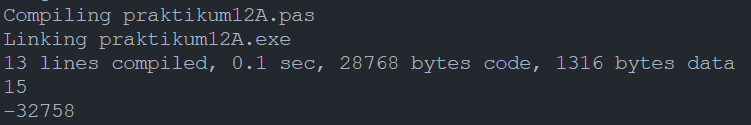 Compiling praktikum12A.pas
Linking praktikum12A.exe
13 lines compiled, 0.1 sec, 28768 bytes code, 1316 bytes data
15
-32758